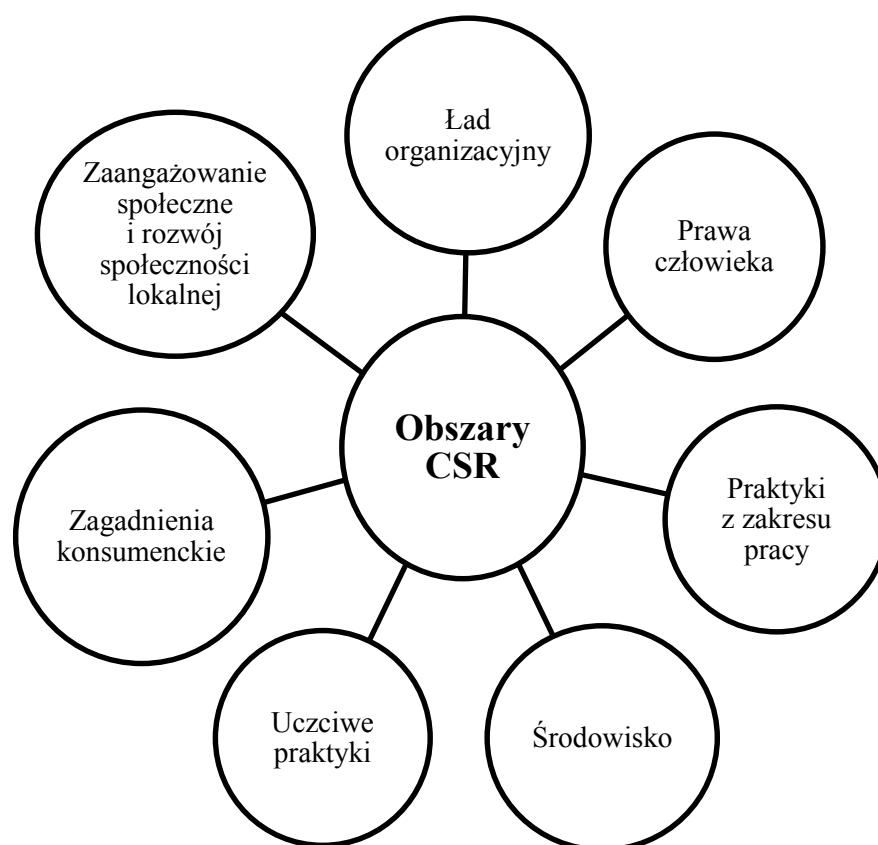 Ład
organizacyjny
Prawa
człowieka
Praktyki
z zakresu
pracy
Środowisko
Uczciwe
praktyki
Zagadnienia
konsumenckie
Zaangażowanie
społeczne
i rozwój
społeczności
lokalnej
Obszary
CSR